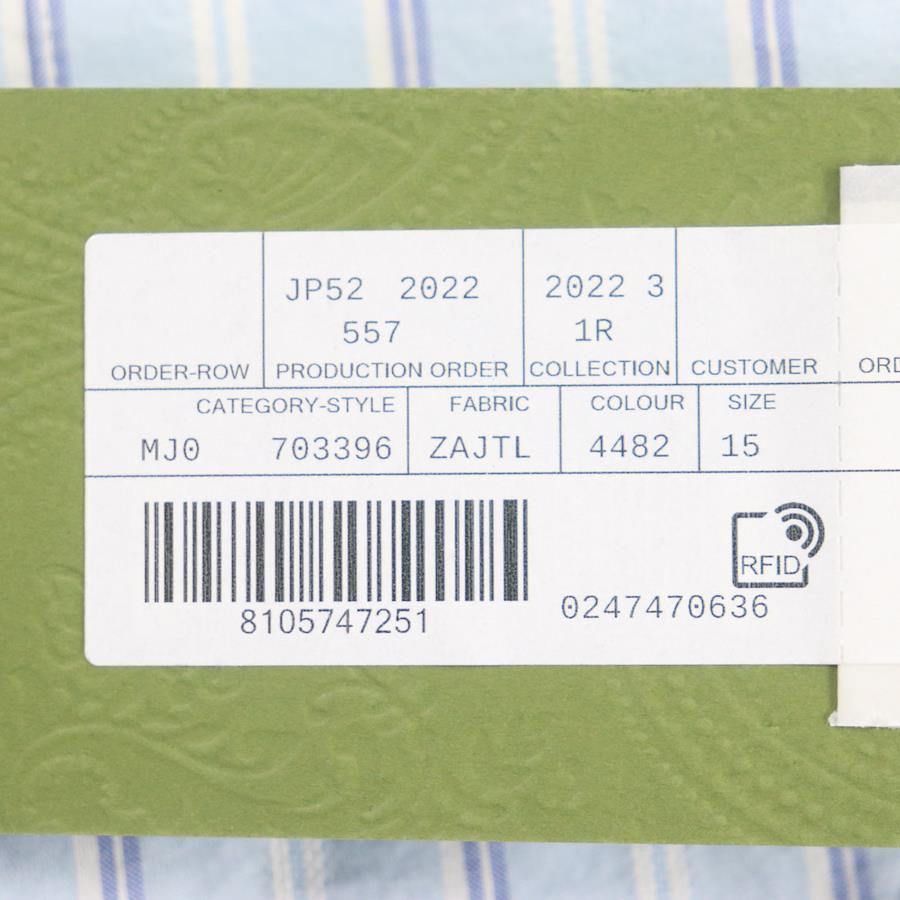 JP52 2022
557
2022 3
1R
ORDER-ROW
PRODUCTION ORDER
COLLECTION
CUSTOMER
ORD
CATEGORY-STYLE
FABRIC
COLOUR
SIZE
MJ0 703396
ZAJTL
4482
15
RFID
8105747251
0247470636